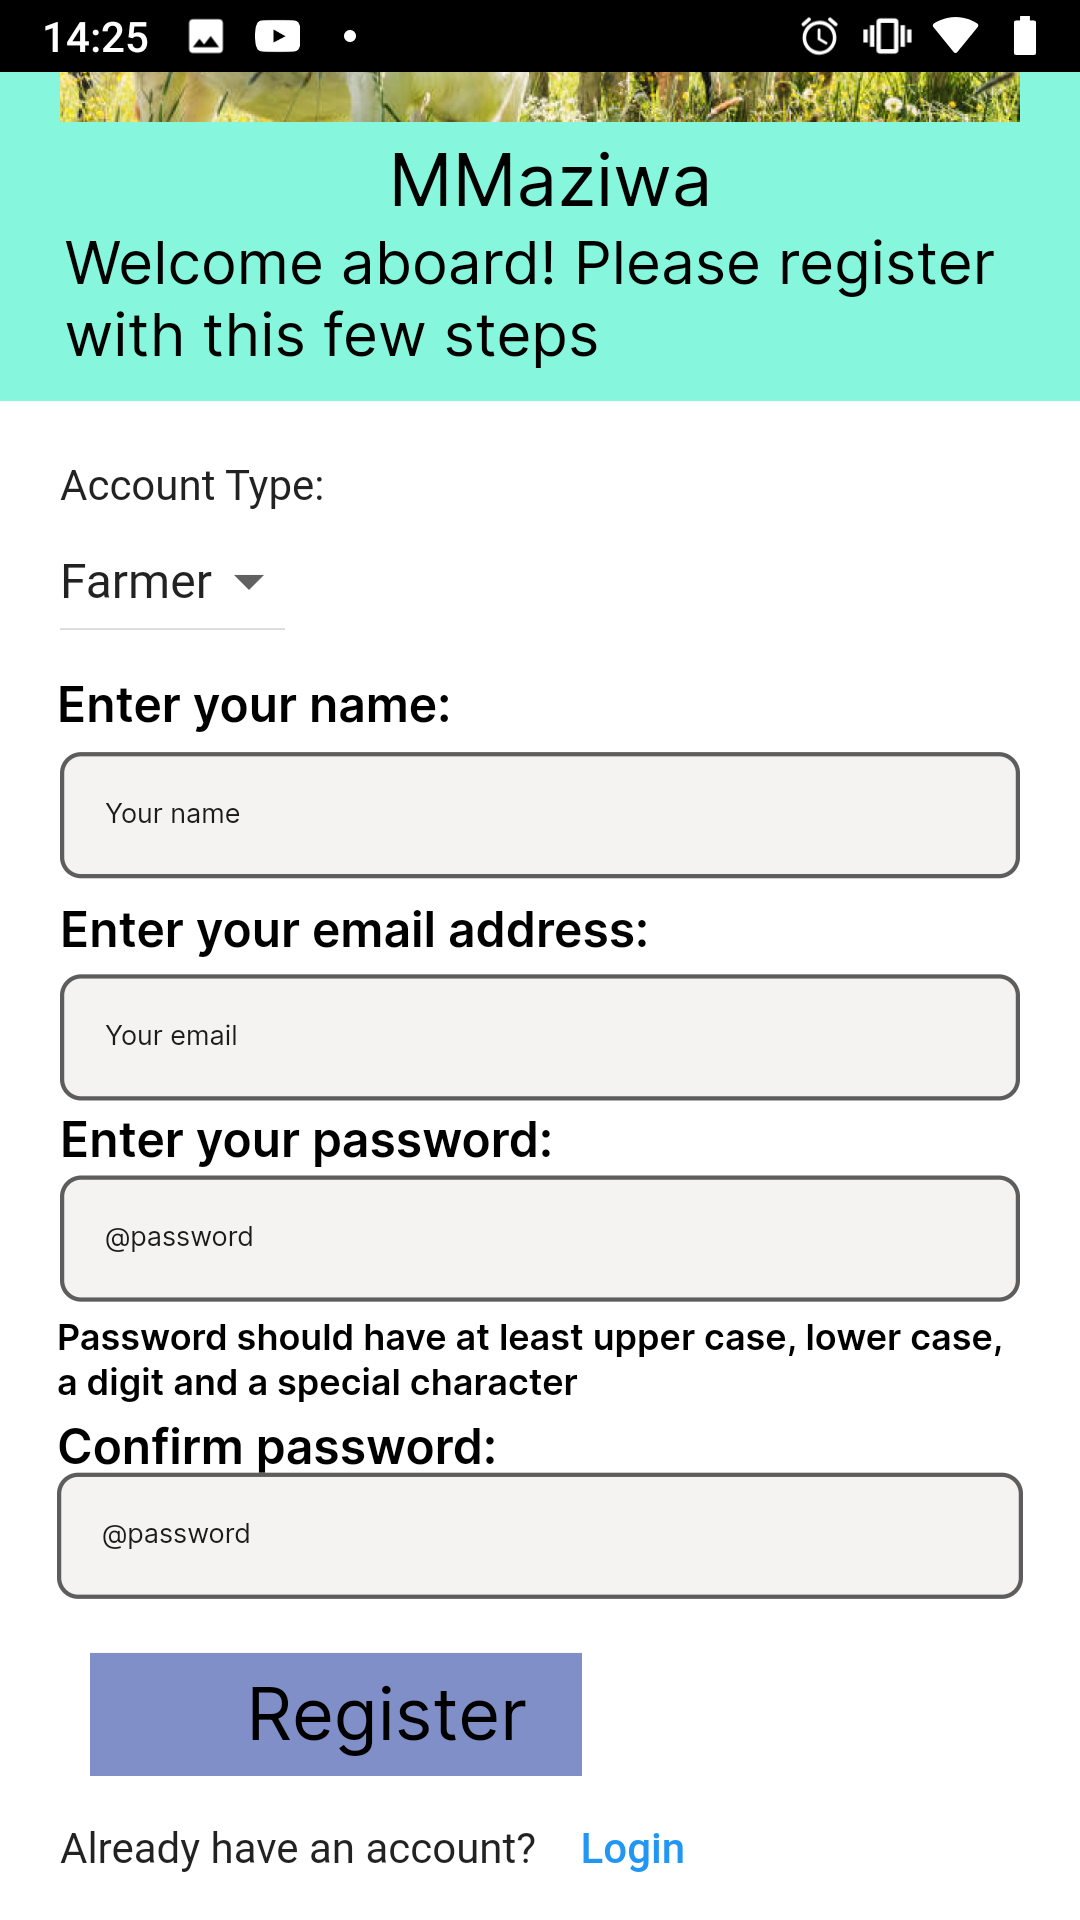 14:25
MMaziwa
Welcome aboard! Please register
with this few steps
Account Type:
Farmer
Enter your name:
Your name
Enter your email address:
Your email
Enter your password:
@password
Password should have at least upper case, lower case,
a digit and a special character
Confirm password:
@password
Register
Already have an account? Login